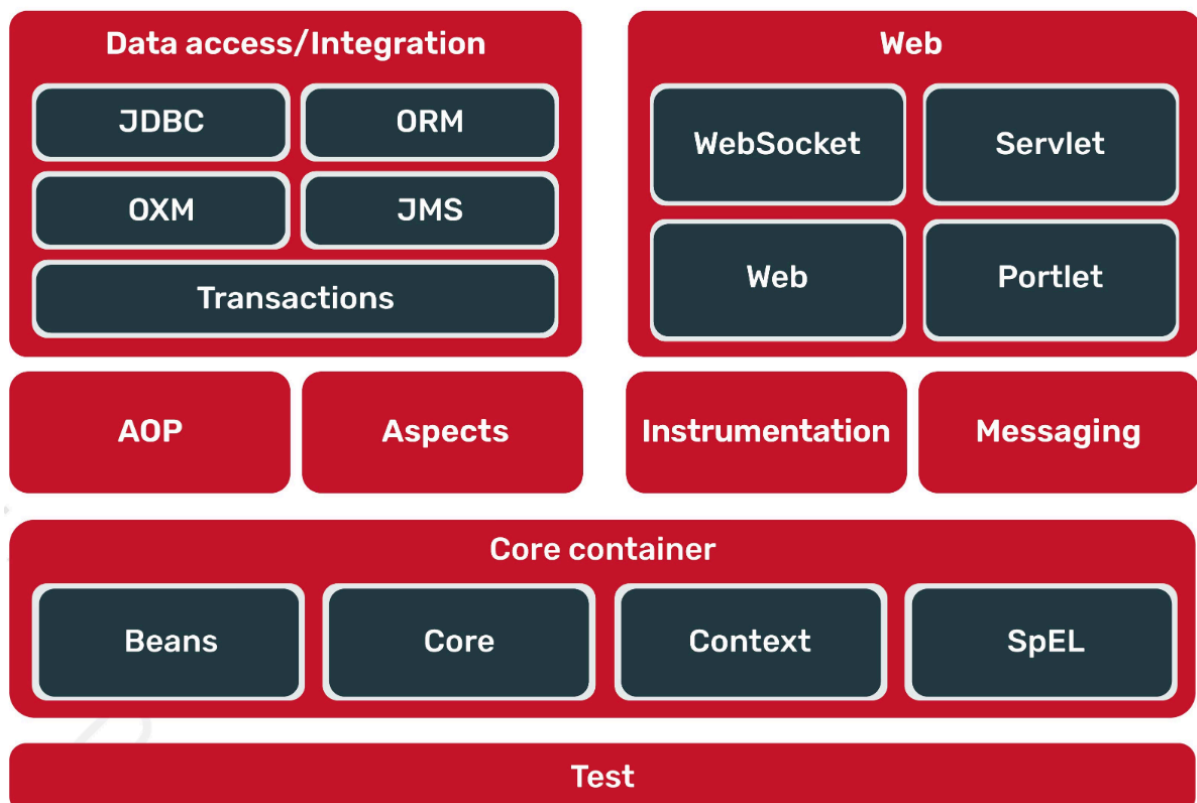 Data access/Integration
JDBC
ORM
OXM
JMS
Transactions
Web
WebSocket
Servlet
Web
Portlet
AOP
Aspects
Instrumentation
Messaging
Core container
Beans
Core
Context
SpEL
Test